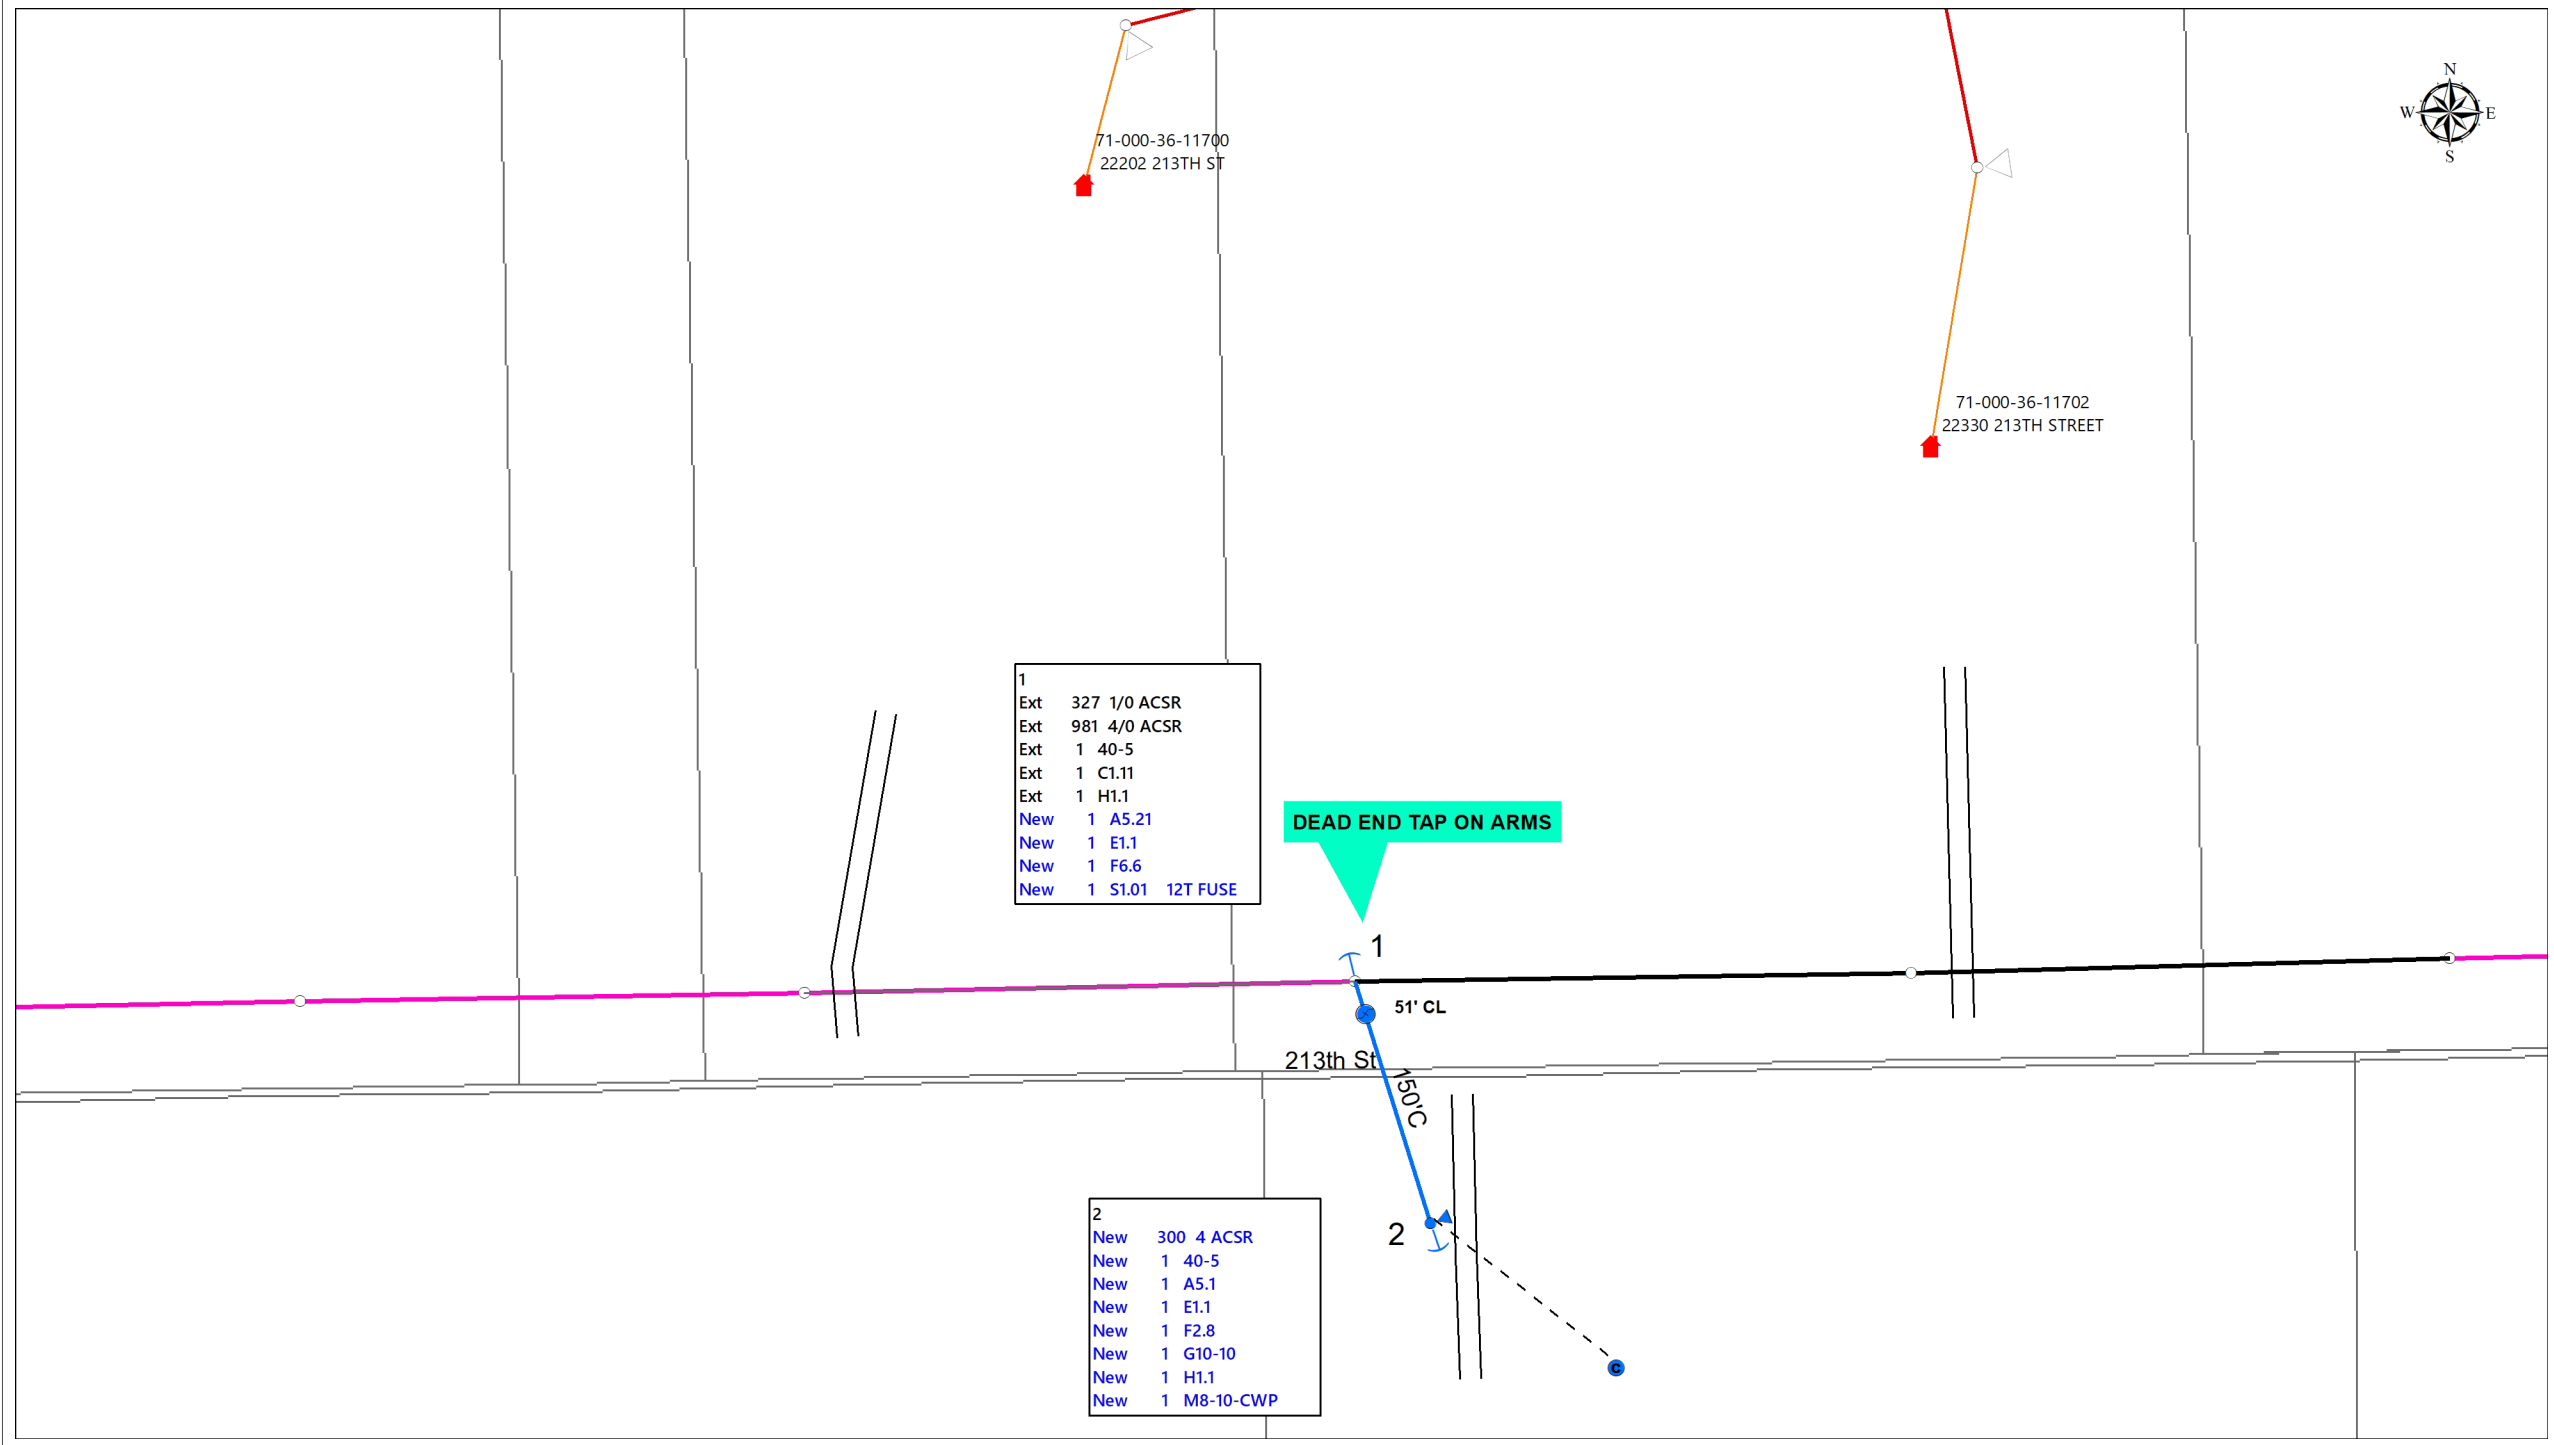 N
W E
S
71-000-36-11700
22202 213TH ST
71-000-36-11702
22330 213TH STREET
1
Ext 327 1/0 ACSR
Ext 981 4/0 ACSR
Ext 1 40-5
Ext 1 C1.11
Ext 1 H1.1
New 1 A5.21
New 1 E1.1
New 1 F6.6
New 1 S1.01 12T FUSE
DEAD END TAP ON ARMS
1
51' CL
213th St
150'C
2
2
New 300 4 ACSR
New 1 40-5
New 1 A5.1
New 1 E1.1
New 1 F2.8
New 1 G10-10
New 1 H1.1
New 1 M8-10-CWP
C